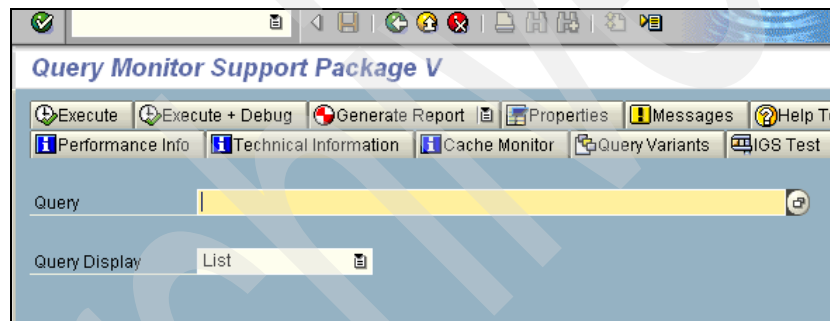 Query Monitor Support Package V
Execute Execute + Debug Generate Report Properties Messages Help T
Performance Info Technical Information Cache Monitor Query Variants IGS Test
Query
Query Display List